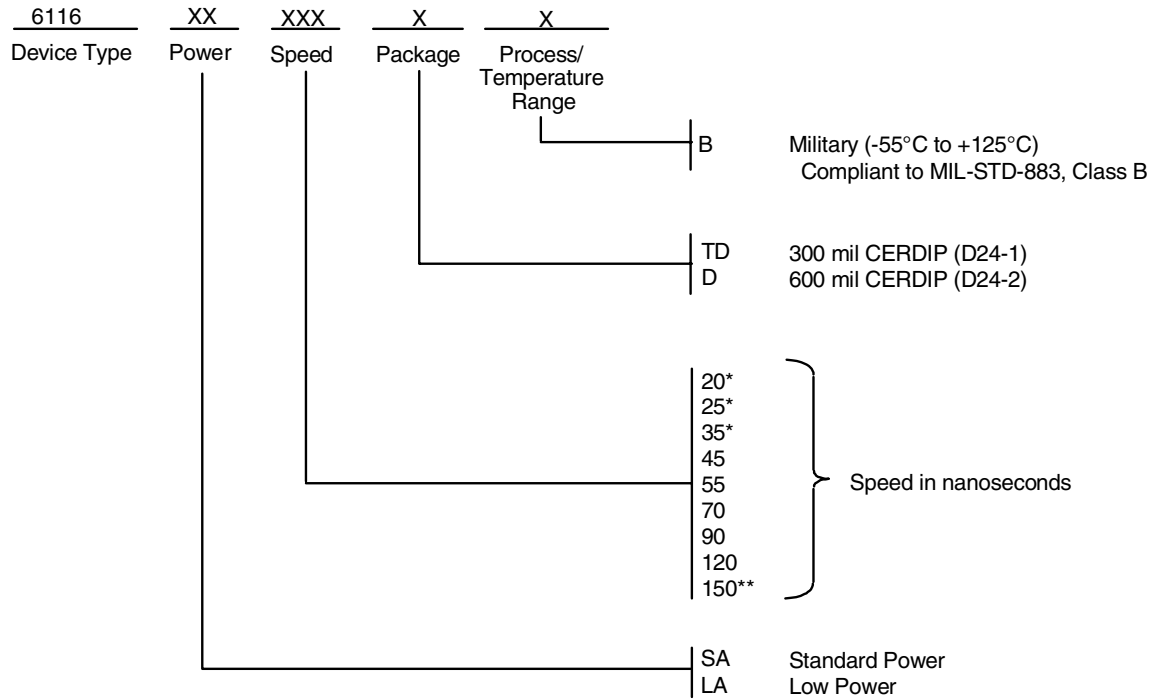 6116 XX XXX X X
Device Type Power Speed Package Process/
Temperature
Range
B Military (-55°C to +125°C)
Compliant to MIL-STD-883, Class B
TD 300 mil CERDIP (D24-1)
D 600 mil CERDIP (D24-2)
20*
25*
35*
45
55 Speed in nanoseconds
70
90
120
150**
SA Standard Power
LA Low Power